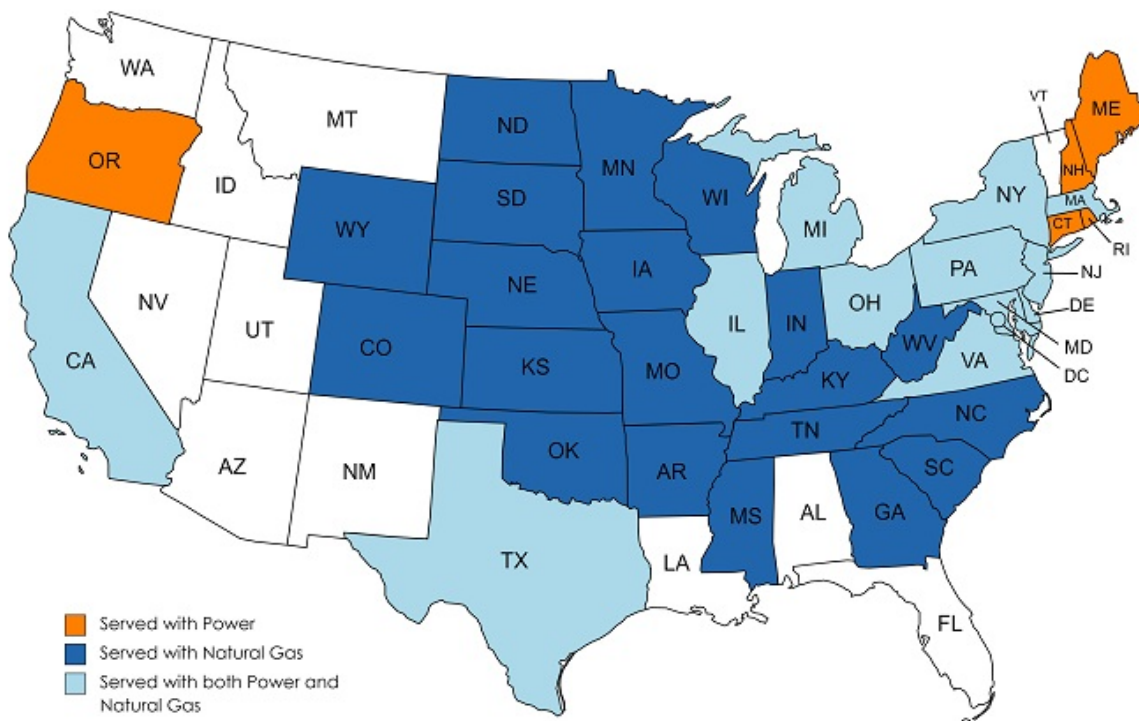 WA
MT
ND
MN
VT
ME
OR
ID
SD
WI
NH
NY
MA
WY
MI
CT
RI
IA
PA
NE
NJ
NV
OH
UT
IL
IN
DE
CA
CO
WV
MD
KS
MO
VA
KY
DC
NC
TN
AZ
NM
OK
AR
SC
MS
AL
GA
TX
LA
FL
Served with Power
Served with Natural Gas
Served with both Power and
Natural Gas